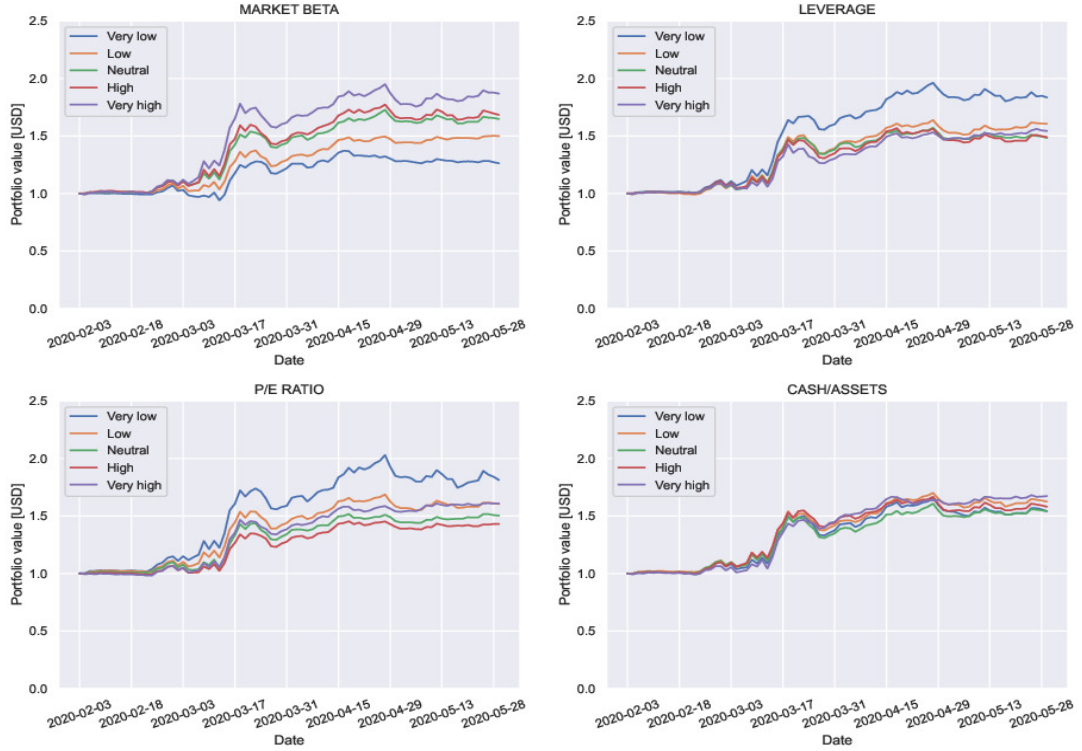 MARKET BETA
2.5
2.0
1.5
1.0
0.5
0.0
Portfolio value [USD]
Very low
Low
Neutral
High
Very high
2020-02-03
2020-02-18
2020-03-03
2020-03-17
2020-03-31
2020-04-15
2020-04-29
2020-05-13
2020-05-28
Date
LEVERAGE
2.5
2.0
1.5
1.0
0.5
0.0
Portfolio value [USD]
Very low
Low
Neutral
High
Very high
2020-02-03
2020-02-18
2020-03-03
2020-03-17
2020-03-31
2020-04-15
2020-04-29
2020-05-13
2020-05-28
Date
P/E RATIO
2.5
2.0
1.5
1.0
0.5
0.0
Portfolio value [USD]
Very low
Low
Neutral
High
Very high
2020-02-03
2020-02-18
2020-03-03
2020-03-17
2020-03-31
2020-04-15
2020-04-29
2020-05-13
2020-05-28
Date
CASH/ASSETS
2.5
2.0
1.5
1.0
0.5
0.0
Portfolio value [USD]
Very low
Low
Neutral
High
Very high
2020-02-03
2020-02-18
2020-03-03
2020-03-17
2020-03-31
2020-04-15
2020-04-29
2020-05-13
2020-05-28
Date